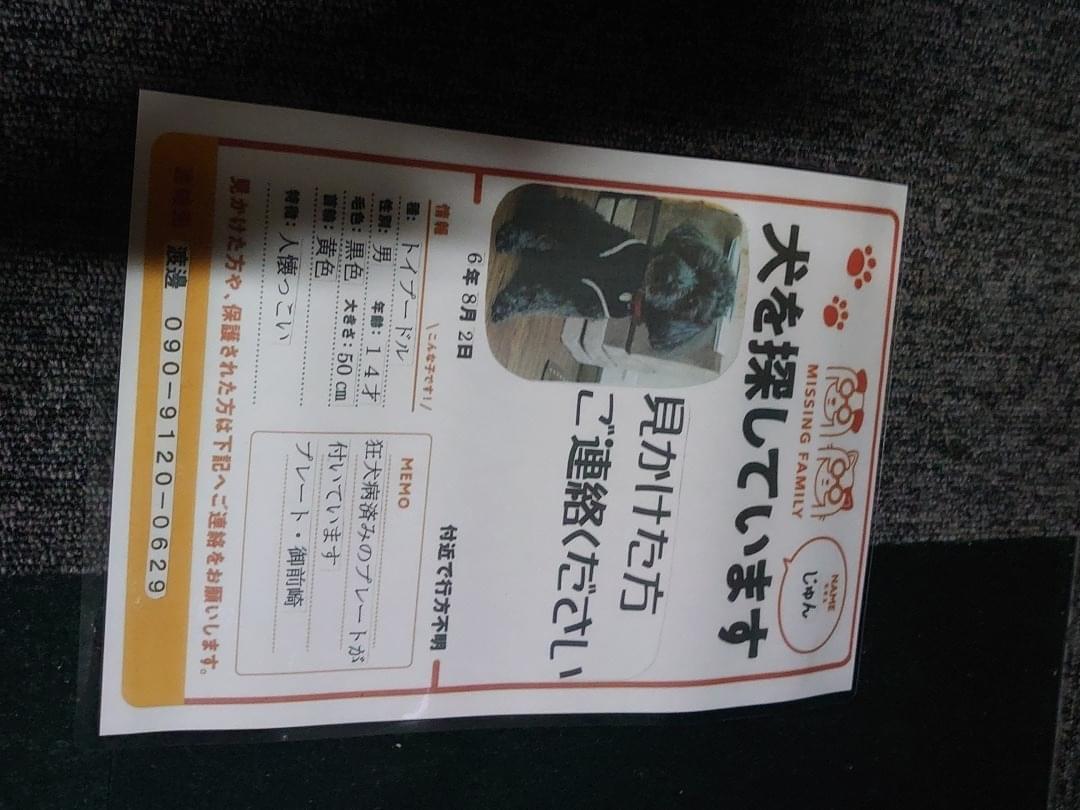 MISSING FAMILY
NAME
じゅん
犬を探しています
見かけた方
ご連絡ください
6年8月2日
付近で行方不明
情報
\こんな子です!/
種: トイプードル
性別: 男 年齢: 14才
毛色: 黒色 大きさ: 50㎝
首輪: 黄色
特徴: 人懐っこい
MEMO
狂犬病済みのプレートが
付いています
プレート・御前崎
見かけた方や、保護された方は下記へご連絡をお願いします。
連絡先 渡邊 090-9120-0629